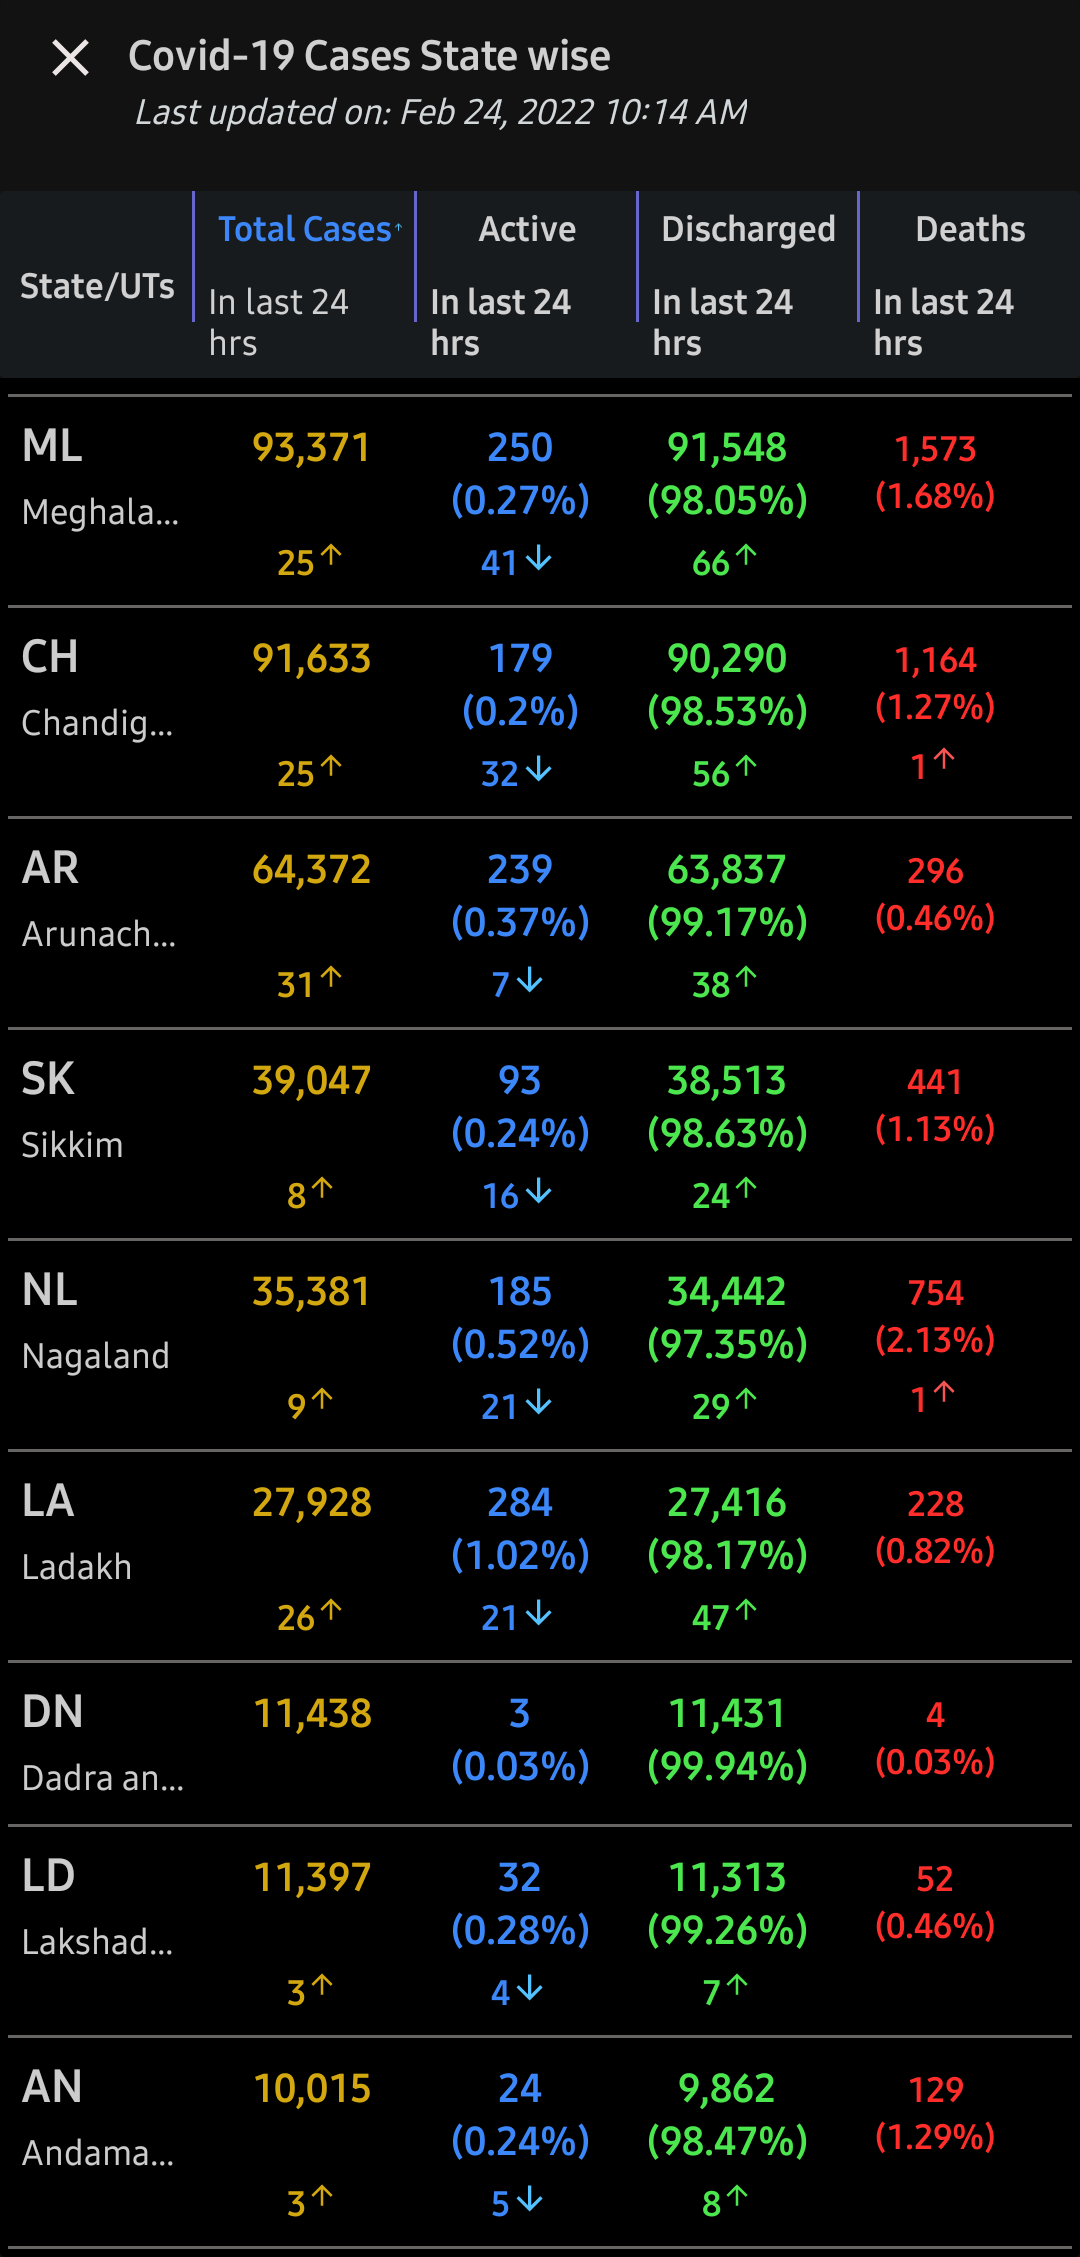 Covid-19 Cases State wise
Last updated on: Feb 24, 2022 10:14 AM
State/UTs
Total Cases↑ Active Discharged Deaths
In last 24 hrs In last 24 hrs In last 24 hrs In last 24 hrs
ML 93,371 250 91,548 1,573
Meghala... (0.27%) (98.05%) (1.68%)
25↑ 41↓ 66↑
CH 91,633 179 90,290 1,164
Chandig... (0.2%) (98.53%) (1.27%)
25↑ 32↓ 56↑ 1↑
AR 64,372 239 63,837 296
Arunach... (0.37%) (99.17%) (0.46%)
31↑ 7↓ 38↑
SK 39,047 93 38,513 441
Sikkim (0.24%) (98.63%) (1.13%)
8↑ 16↓ 24↑
NL 35,381 185 34,442 754
Nagaland (0.52%) (97.35%) (2.13%)
9↑ 21↓ 29↑ 1↑
LA 27,928 284 27,416 228
Ladakh (1.02%) (98.17%) (0.82%)
26↑ 21↓ 47↑
DN 11,438 3 11,431 4
Dadra an... (0.03%) (99.94%) (0.03%)
LD 11,397 32 11,313 52
Lakshad... (0.28%) (99.26%) (0.46%)
3↑ 4↓ 7↑
AN 10,015 24 9,862 129
Andama... (0.24%) (98.47%) (1.29%)
3↑ 5↓ 8↑